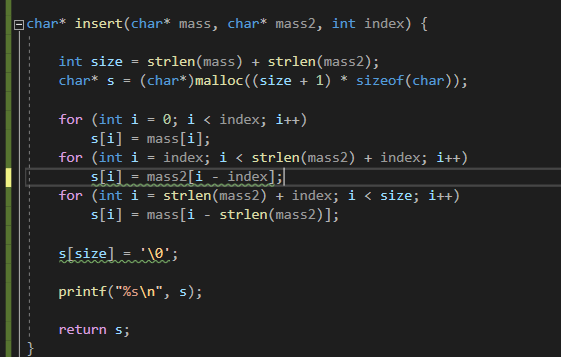 char* insert(char* mass, char* mass2, int index) {
int size = strlen(mass) + strlen(mass2);
char* s = (char*)malloc((size + 1) * sizeof(char));
for (int i = 0; i < index; i++)
s[i] = mass[i];
for (int i = index; i < strlen(mass2) + index; i++)
s[i] = mass2[i - index];
for (int i = strlen(mass2) + index; i < size; i++)
s[i] = mass[i - strlen(mass2)];
s[size] = '\0';
printf("%s\n", s);
return s;
}